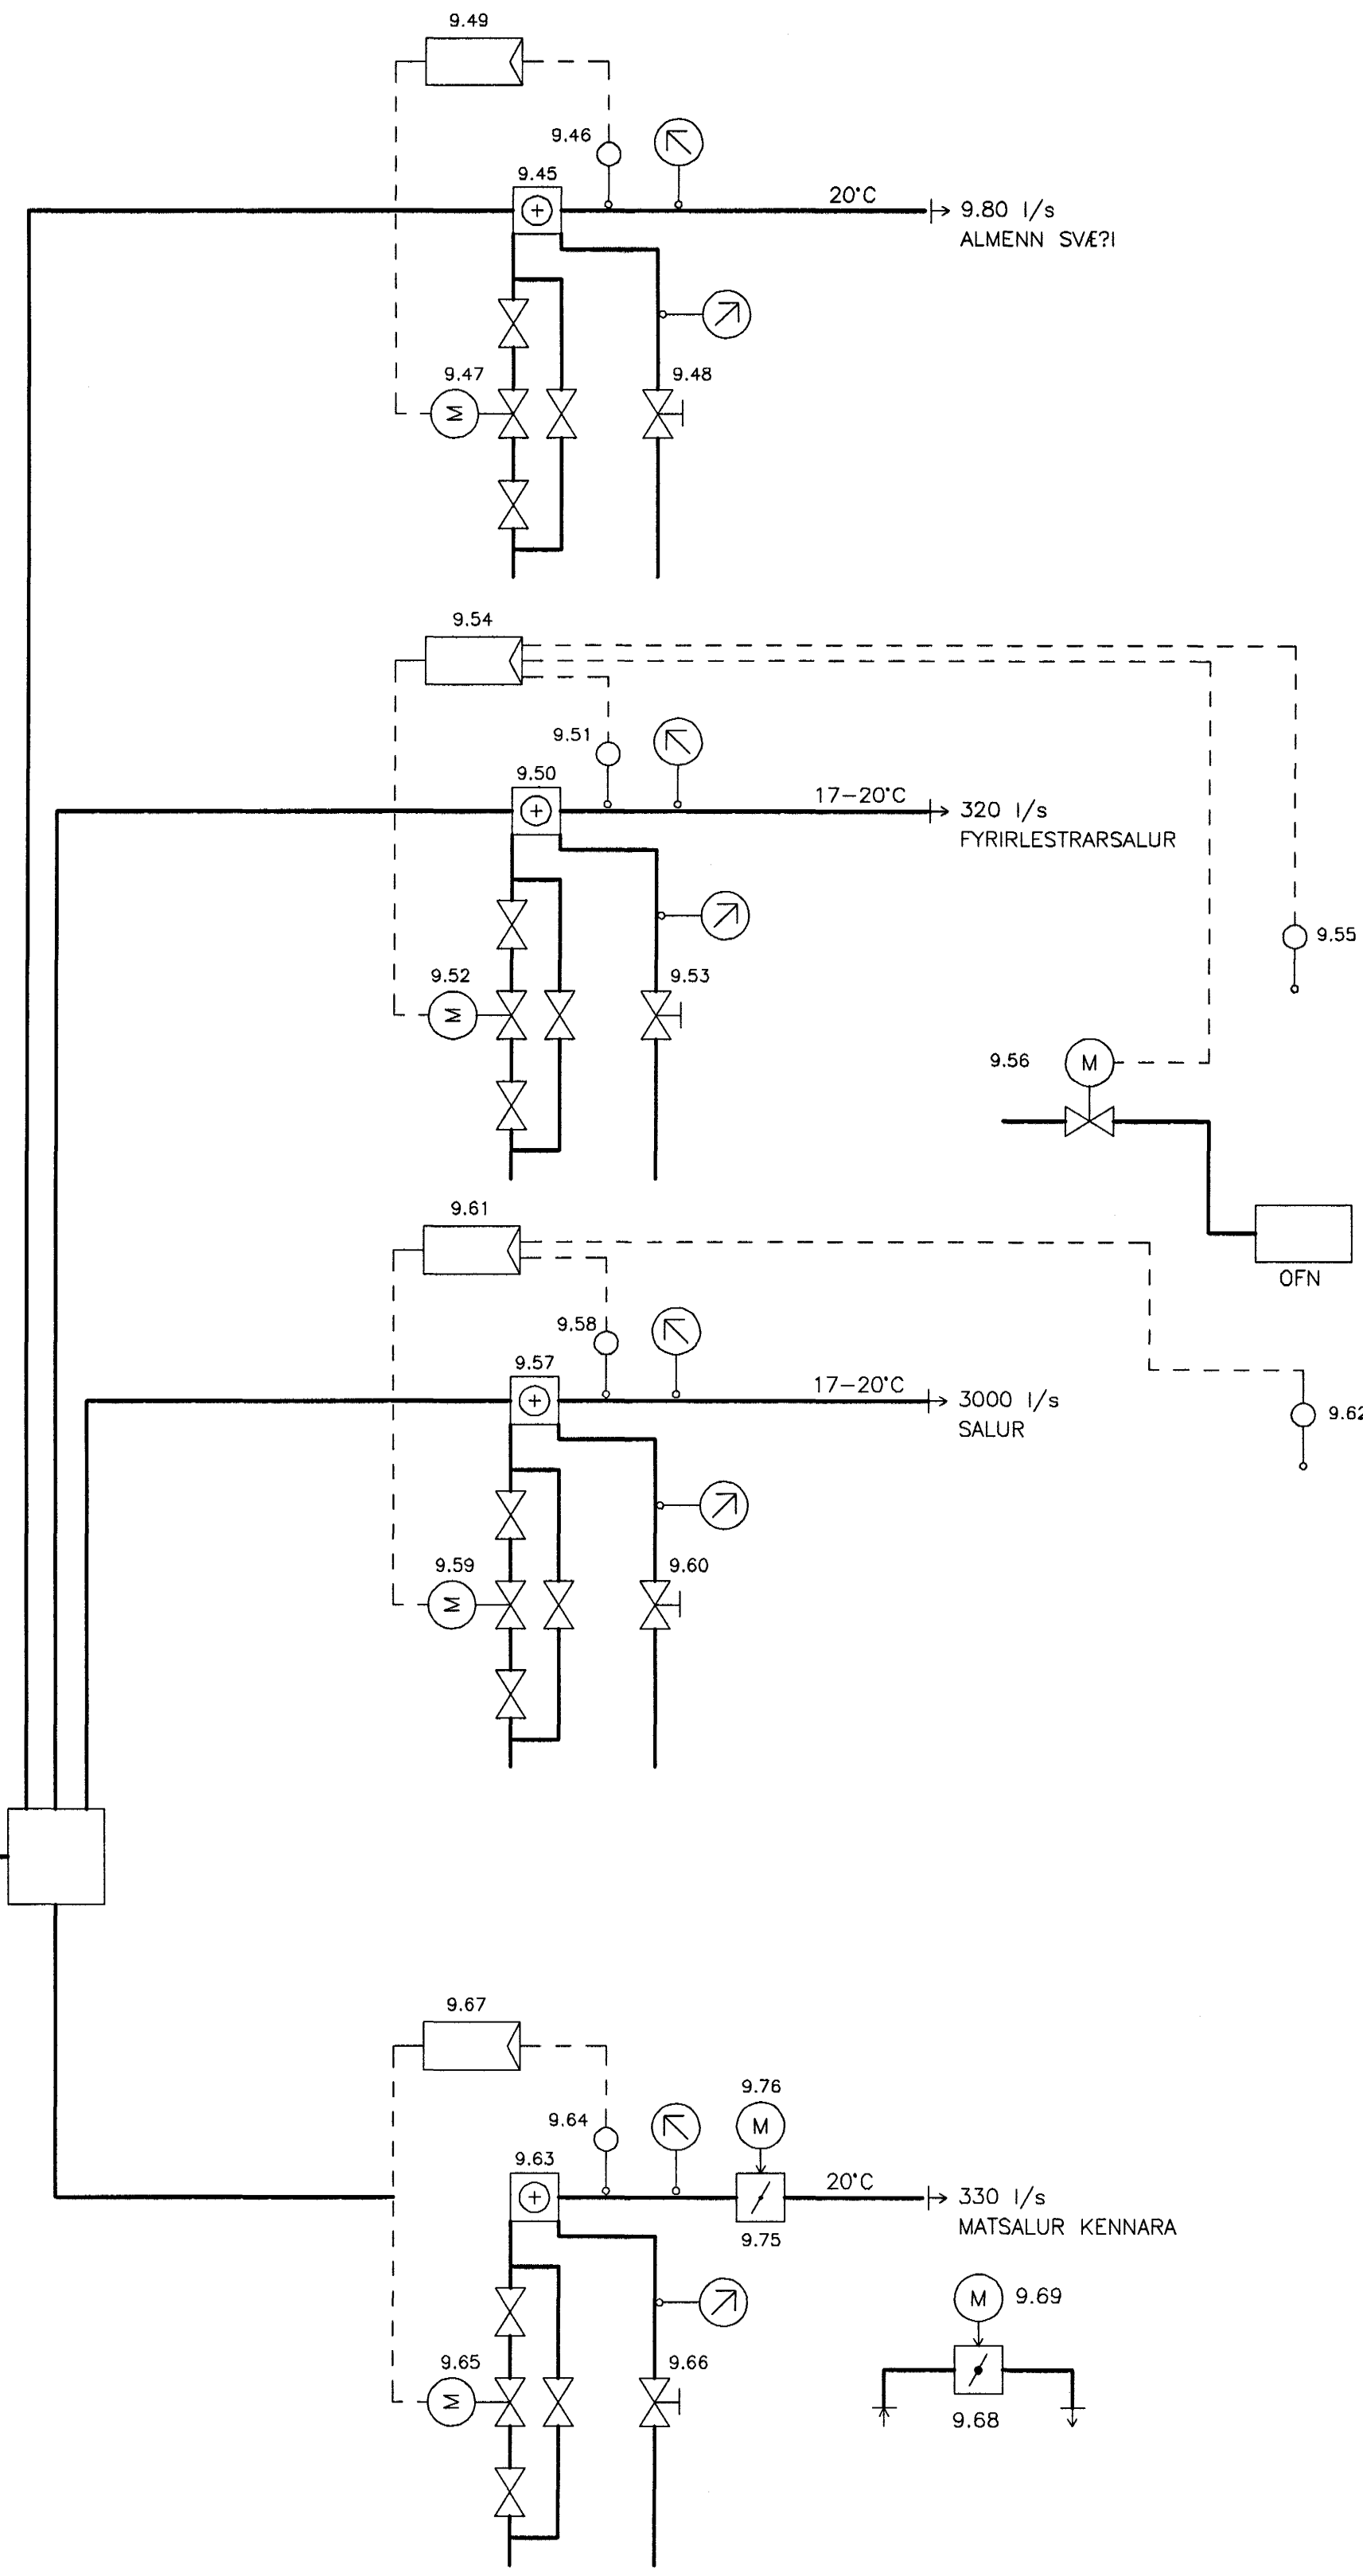 9.49
9.46
9.45
20°C
9.80 l/s
ALMENN SVÆ?I
9.47
M
9.48
9.54
9.51
9.50
17-20°C
320 l/s
FYRIRLESTRARSALUR
9.55
9.52
M
9.53
9.56
M
OFN
9.61
9.58
9.57
17-20°C
3000 l/s
SALUR
9.62
9.59
M
9.60
9.67
9.76
M
9.64
9.63
20°C
330 l/s
MATSALUR KENNARA
9.75
M
9.69
9.65
M
9.66
9.68